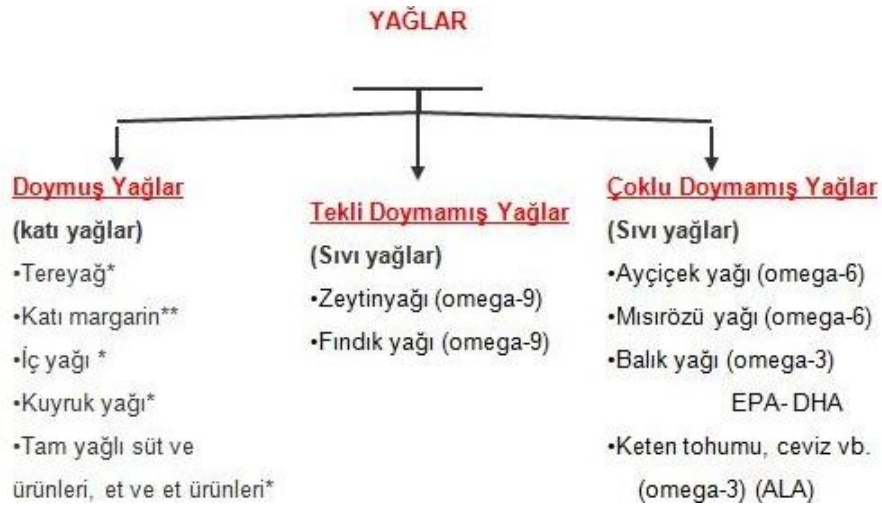 YAĞLAR
Doymuş Yağlar
(katı yağlar)
•Tereyağ*
•Katı margarin**
•İç yağı *
•Kuyruk yağı*
•Tam yağlı süt ve
ürünleri, et ve et ürünleri*
Tekli Doymamış Yağlar
(Sıvı yağlar)
•Zeytinyağı (omega-9)
•Fındık yağı (omega-9)
Çoklu Doymamış Yağlar
(Sıvı yağlar)
•Ayçiçek yağı (omega-6)
•Mısırözü yağı (omega-6)
•Balık yağı (omega-3)
EPA- DHA
•Keten tohumu, ceviz vb.
(omega-3) (ALA)